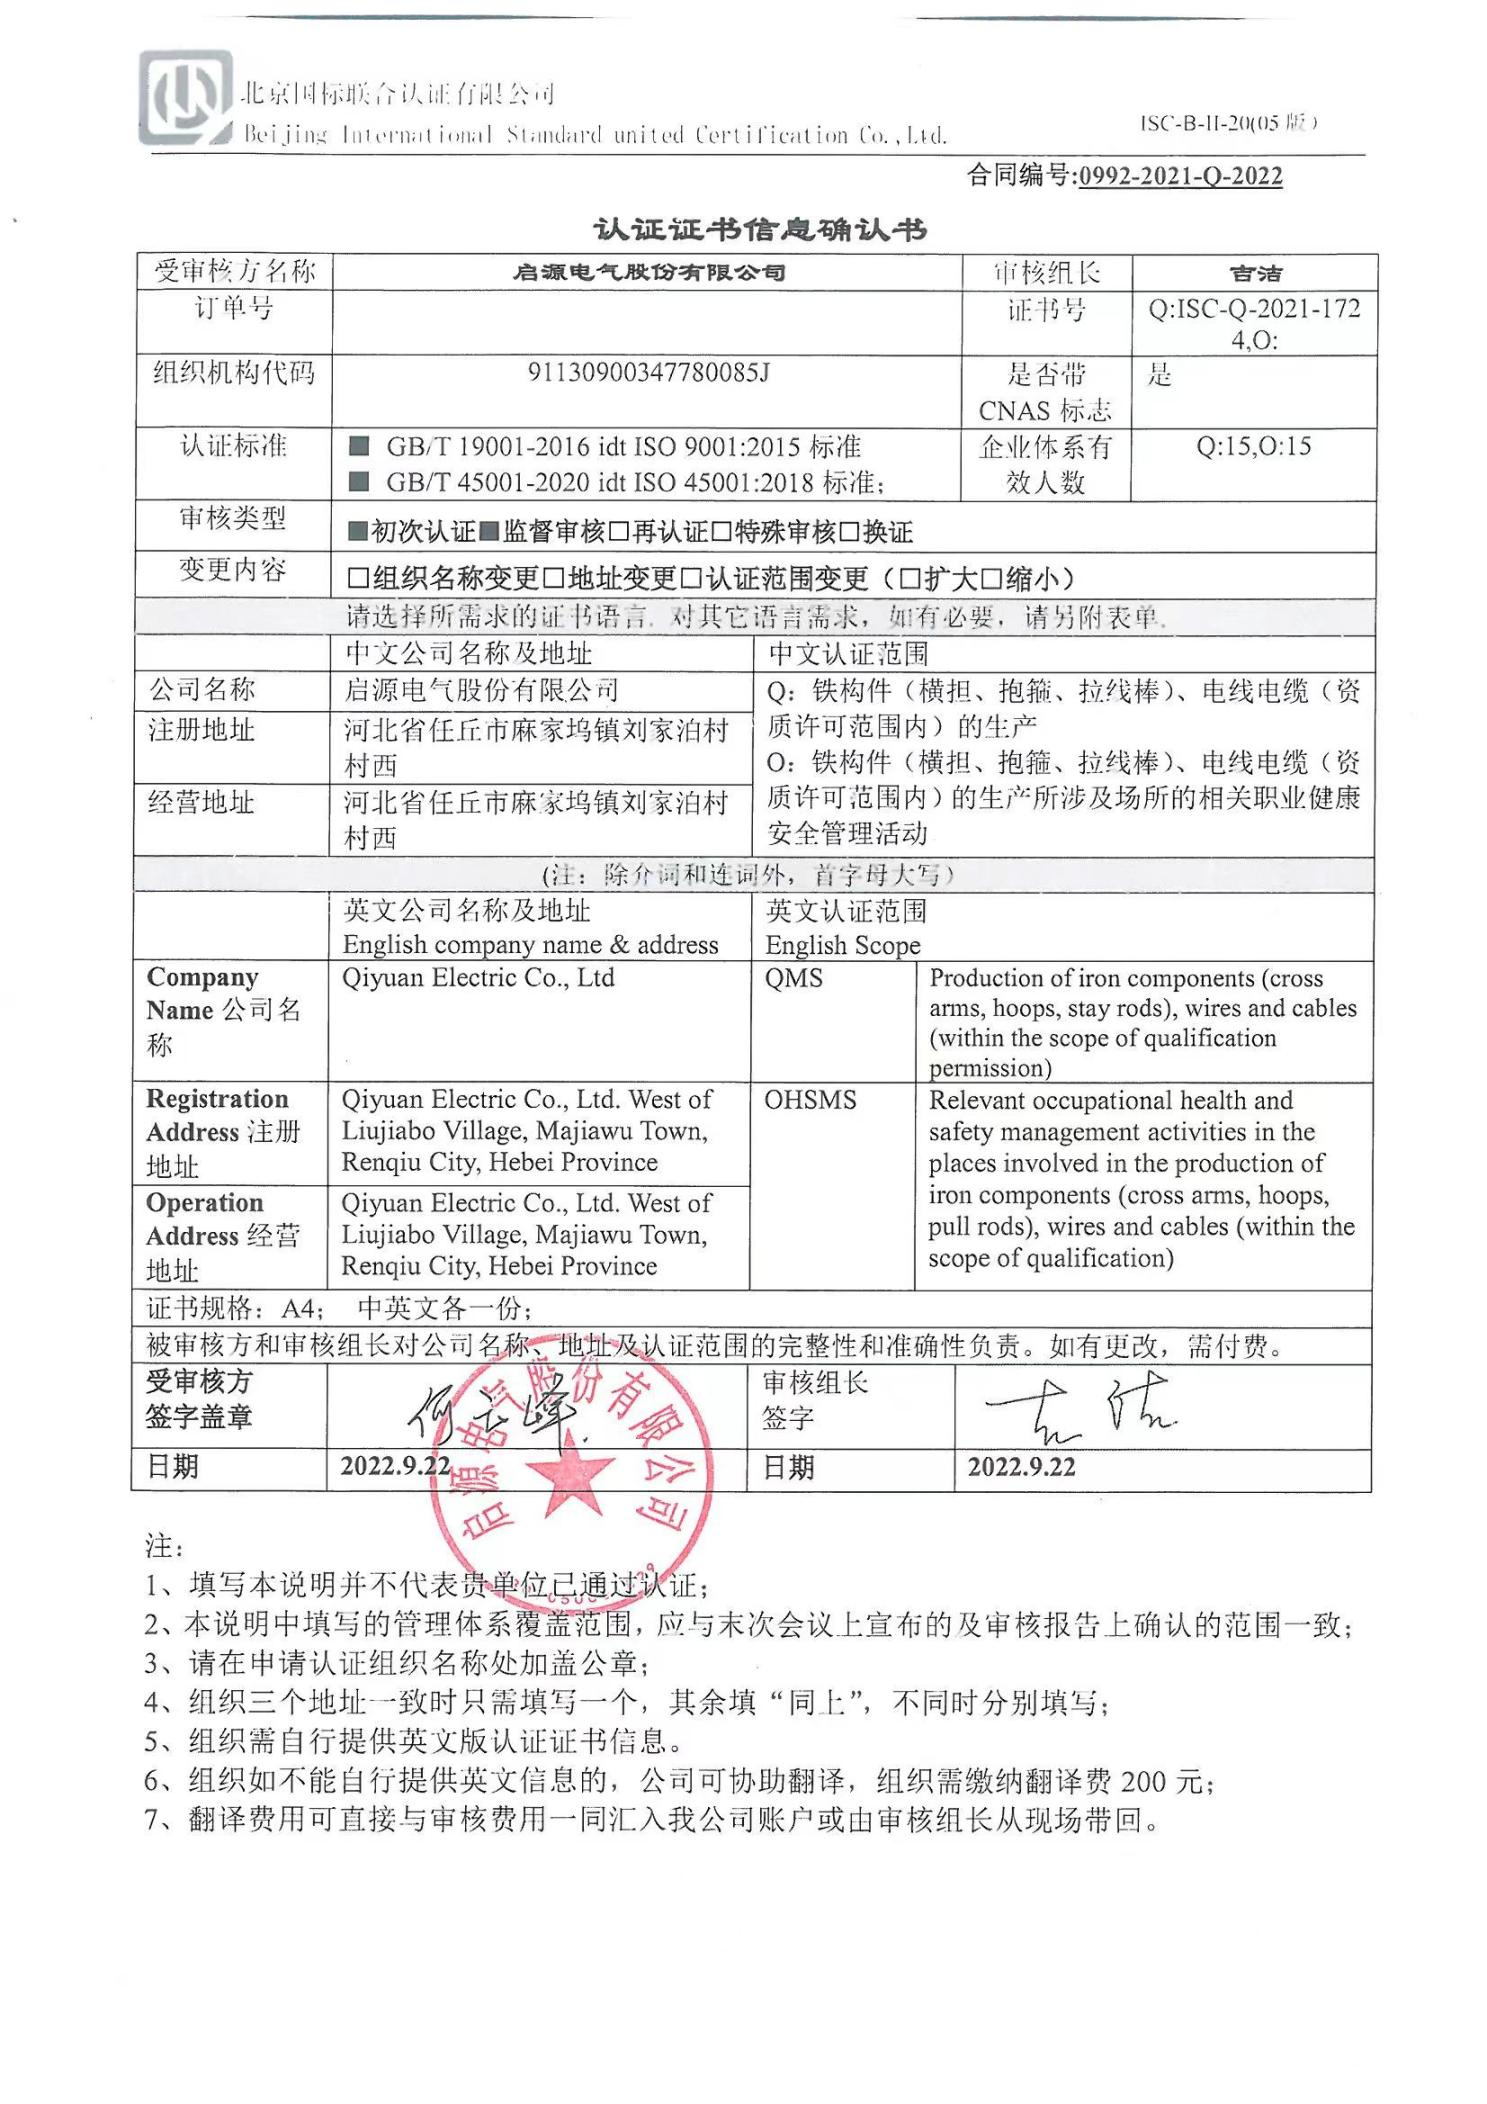 北京国标联合认证有限公司
Beijing International Standard united Certification Co.,Ltd.
ISC-B-II-20(05 版)
合同编号:0992-2021-Q-2022
认证证书信息确认书
受审核方名称 启源电气股份有限公司 审核组长 吉洁
订单号 证书号 Q:ISC-Q-2021-172
4,O:
组织机构代码 91130900347780085J 是否带 是
CNAS 标志
认证标准 ■ GB/T 19001-2016 idt ISO 9001:2015 标准 企业体系有 Q:15,O:15
■ GB/T 45001-2020 idt ISO 45001:2018 标准; 效人数
审核类型 ■初次认证■监督审核□再认证□特殊审核□换证
变更内容 □组织名称变更□地址变更□认证范围变更（□扩大□缩小）
请选择所需求的证书语言. 对其它语言需求，如有必要，请另附表单.
中文公司名称及地址 中文认证范围
公司名称 启源电气股份有限公司 Q：铁构件（横担、抱箍、拉线棒）、电线电缆（资
注册地址 河北省任丘市麻家坞镇刘家泊村 质许可范围内）的生产
村西 O：铁构件（横担、抱箍、拉线棒）、电线电缆（资
经营地址 河北省任丘市麻家坞镇刘家泊村 质许可范围内）的生产所涉及场所的相关职业健康
村西 安全管理活动
(注：除介词和连词外，首字母大写）
英文公司名称及地址 英文认证范围
English company name & address English Scope
Company Qiyuan Electric Co., Ltd QMS Production of iron components (cross
Name 公司名 arms, hoops, stay rods), wires and cables
称 (within the scope of qualification
permission)
Registration Qiyuan Electric Co., Ltd. West of OHSMS Relevant occupational health and
Address 注册 Liujiabo Village, Majiawu Town, safety management activities in the
地址 Renqiu City, Hebei Province places involved in the production of
Operation Qiyuan Electric Co., Ltd. West of iron components (cross arms, hoops,
Address 经营 Liujiabo Village, Majiawu Town, pull rods), wires and cables (within the
地址 Renqiu City, Hebei Province scope of qualification)
证书规格：A4； 中英文各一份；
被审核方和审核组长对公司名称、地址及认证范围的完整性和准确性负责。如有更改，需付费。
受审核方 审核组长 吉洁
签字盖章 签字
启源电气股份有限公司
日期 2022.9.22 日期 2022.9.22
注：
1、填写本说明并不代表贵单位已通过认证；
2、本说明中填写的管理体系覆盖范围，应与末次会议上宣布的及审核报告上确认的范围一致；
3、请在申请认证组织名称处加盖公章；
4、组织三个地址一致时只需填写一个，其余填“同上”，不同时分别填写；
5、组织需自行提供英文版认证证书信息。
6、组织如不能自行提供英文信息的，公司可协助翻译，组织需缴纳翻译费 200 元；
7、翻译费用可直接与审核费用一同汇入我公司账户或由审核组长从现场带回。